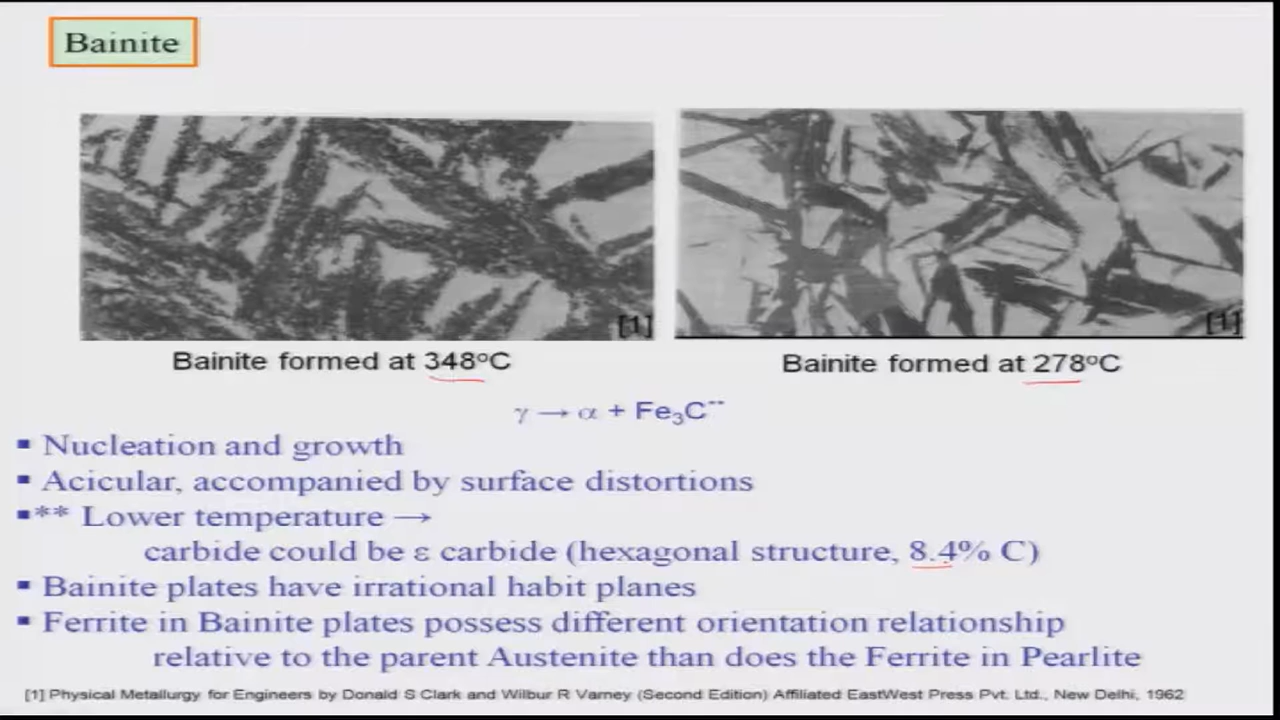 Bainite
[1]
[1]
Bainite formed at 348°C
Bainite formed at 278°C
γ → α + Fe₃C**
▪ Nucleation and growth
▪ Acicular, accompanied by surface distortions
▪** Lower temperature →
carbide could be ε carbide (hexagonal structure, 8.4% C)
▪ Bainite plates have irrational habit planes
▪ Ferrite in Bainite plates possess different orientation relationship
relative to the parent Austenite than does the Ferrite in Pearlite
[1] Physical Metallurgy for Engineers by Donald S Clark and Wilbur R Varney (Second Edition) Affiliated EastWest Press Pvt. Ltd., New Delhi, 1962